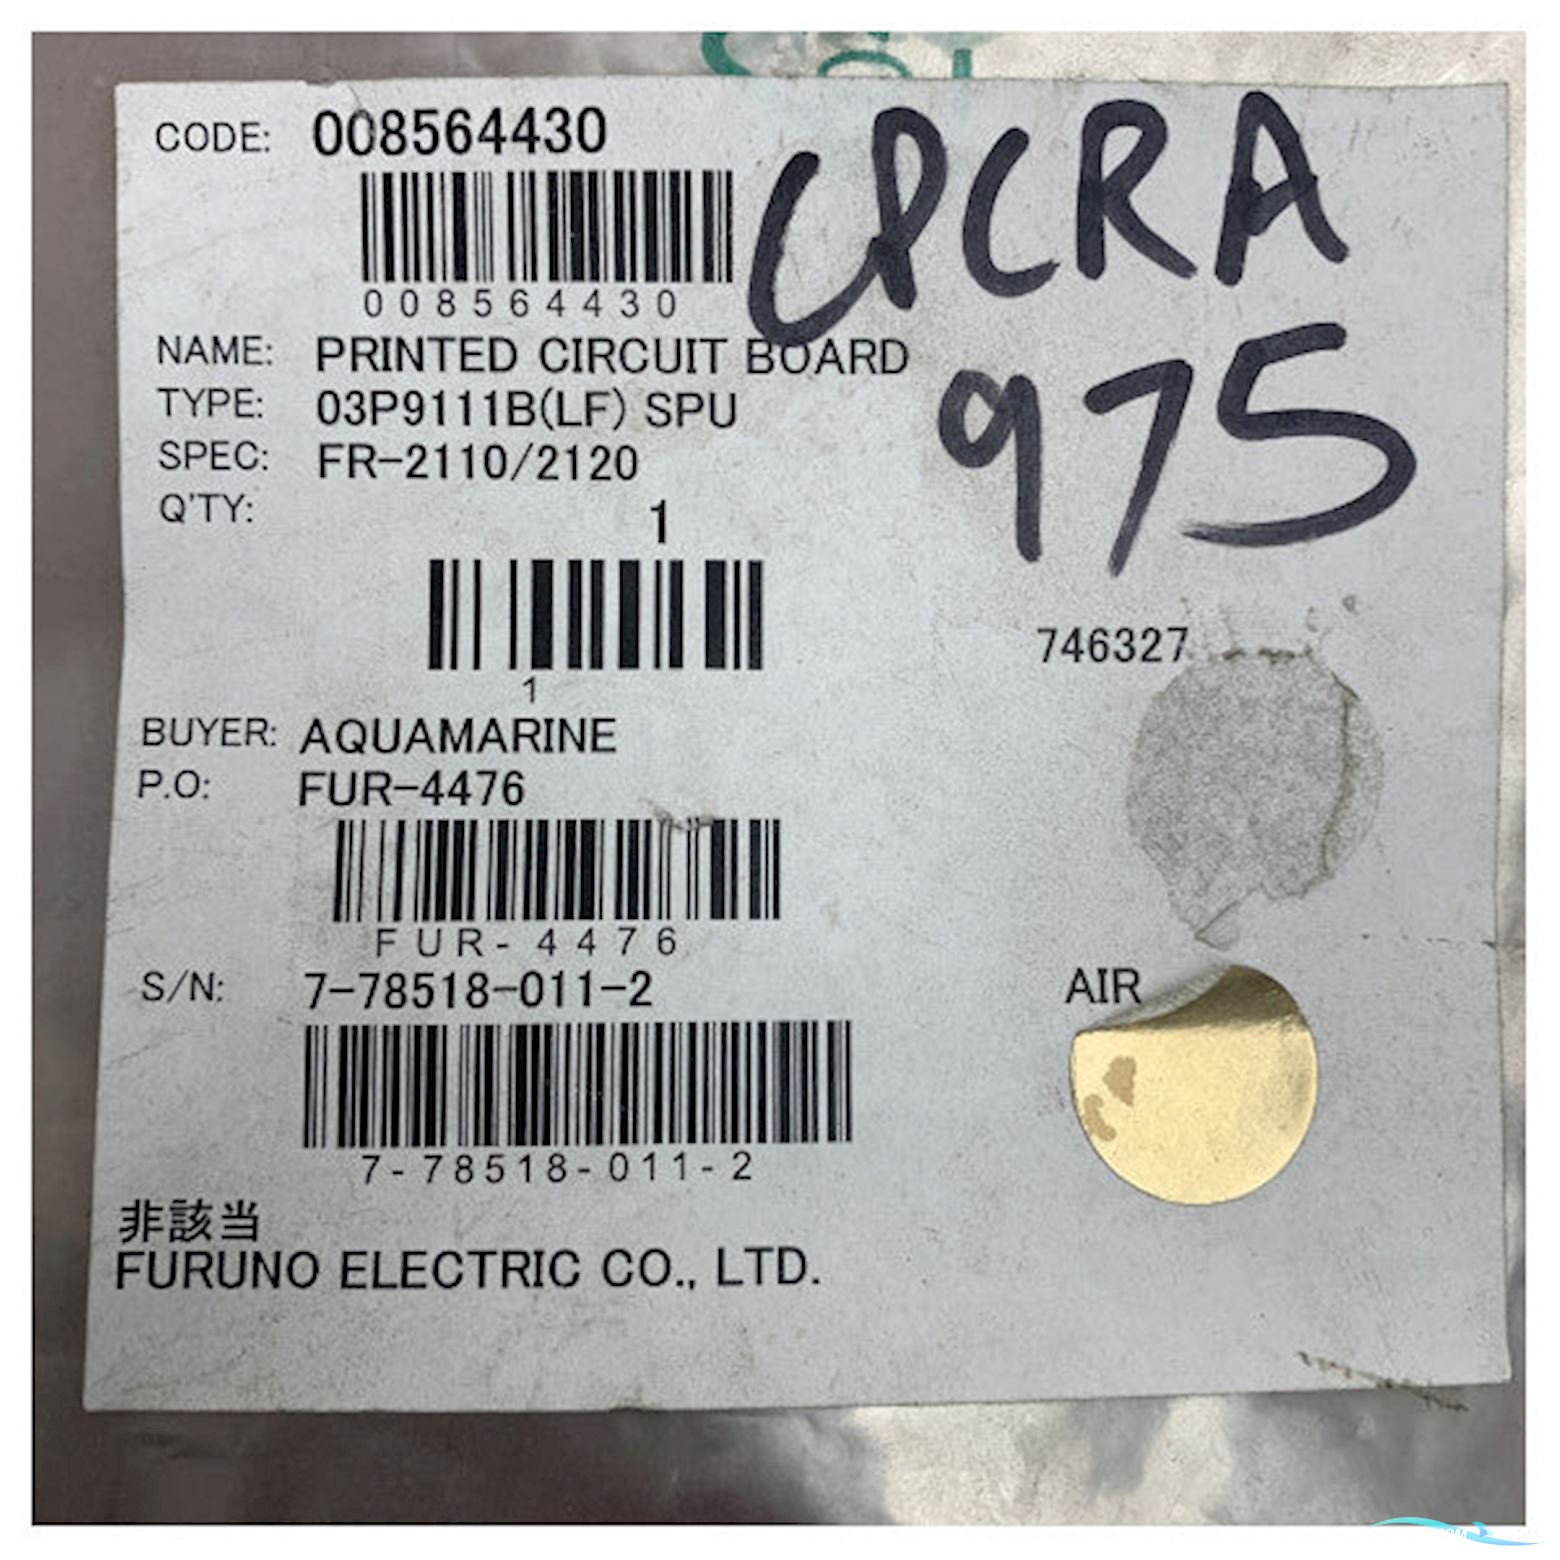 CODE: 008564430
008564430
NAME: PRINTED CIRCUIT BOARD
TYPE: 03P9111B(LF) SPU
SPEC: FR-2110/2120
Q'TY: 1
1
BUYER: AQUAMARINE
P.O: FUR-4476
FUR-4476
S/N: 7-78518-011-2
7-78518-011-2
非該当
FURUNO ELECTRIC CO., LTD.
PCRA
975
746327
AIR